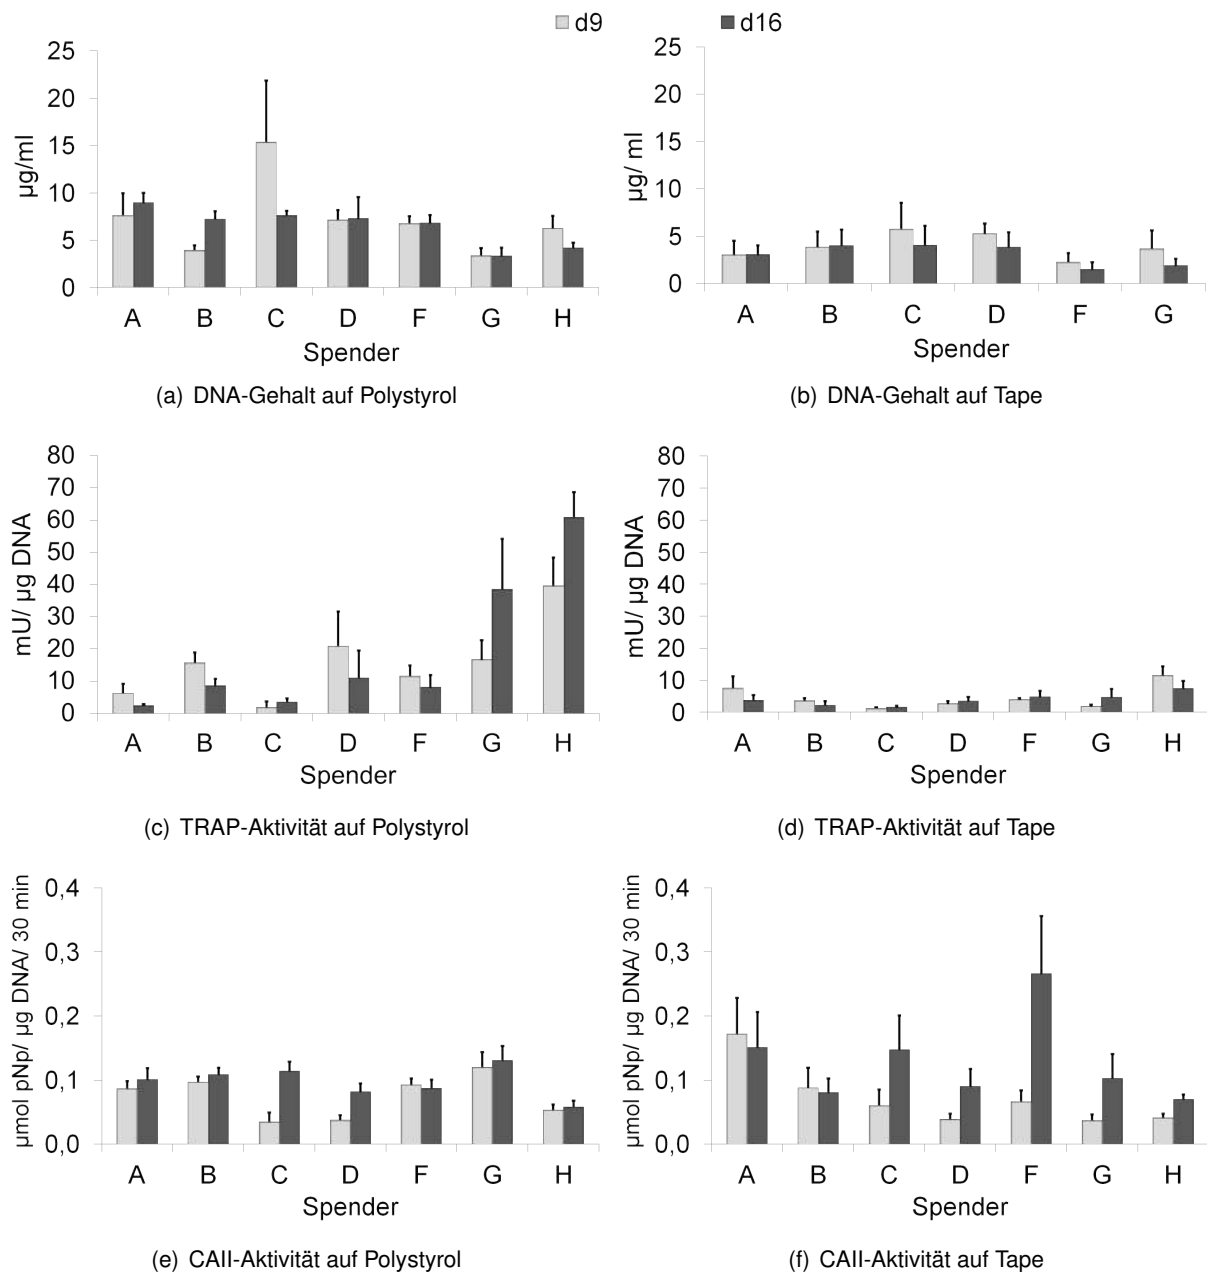 d9 d16
25
20
15
10
5
0
µg/ml
A B C D F G H
Spender
(a) DNA-Gehalt auf Polystyrol
25
20
15
10
5
0
µg/ ml
A B C D F G
Spender
(b) DNA-Gehalt auf Tape
80
70
60
50
40
30
20
10
0
mU/ µg DNA
A B C D F G H
Spender
(c) TRAP-Aktivität auf Polystyrol
80
70
60
50
40
30
20
10
0
mU/ µg DNA
A B C D F G H
Spender
(d) TRAP-Aktivität auf Tape
0,4
0,3
0,2
0,1
0,0
µmol pNp/ µg DNA/ 30 min
A B C D F G H
Spender
(e) CAII-Aktivität auf Polystyrol
0,4
0,3
0,2
0,1
0,0
µmol pNp/ µg DNA/ 30 min
A B C D F G H
Spender
(f) CAII-Aktivität auf Tape